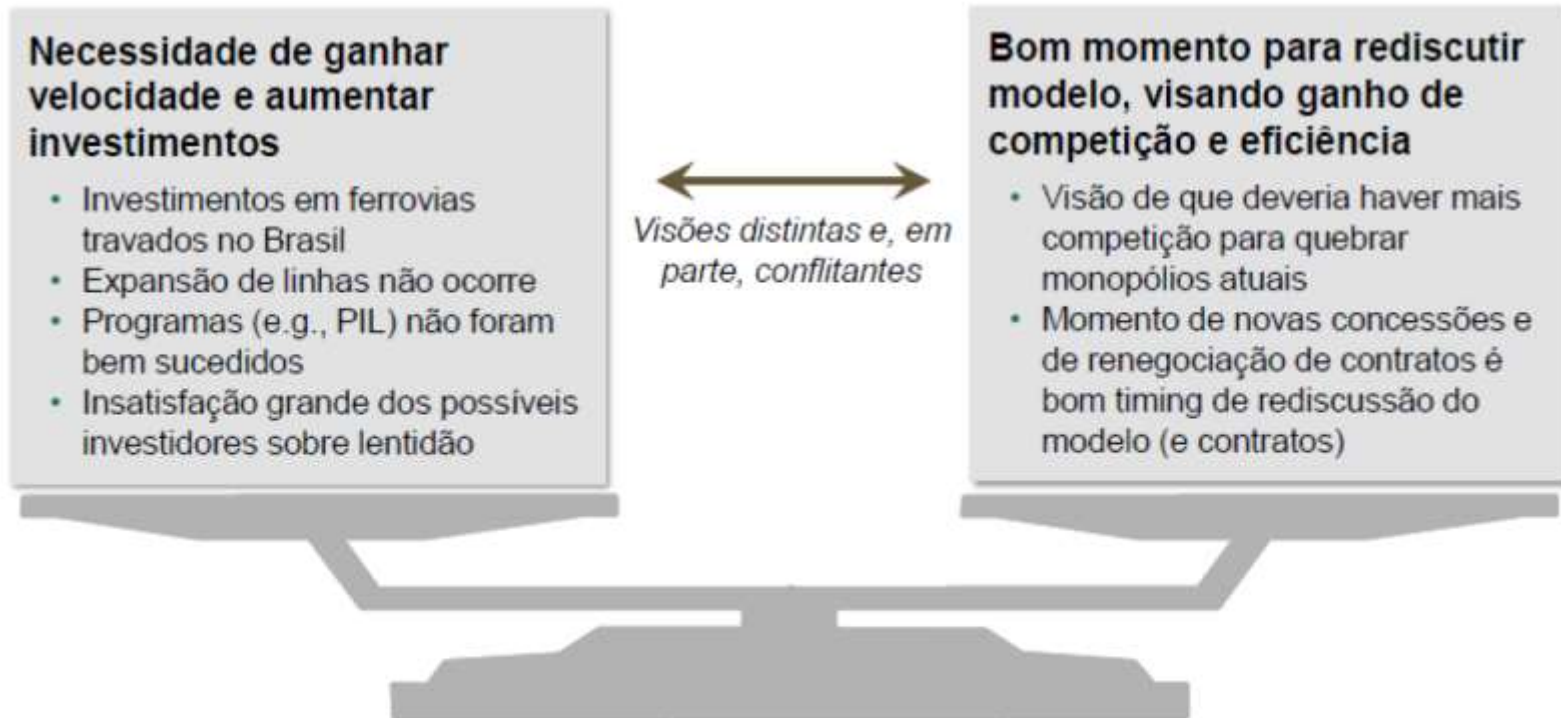 Necessidade de ganhar
velocidade e aumentar
investimentos
• Investimentos em ferrovias
travados no Brasil
• Expansão de linhas não ocorre
• Programas (e.g., PIL) não foram
bem sucedidos
• Insatisfação grande dos possíveis
investidores sobre lentidão
Visões distintas e, em
parte, conflitantes
Bom momento para rediscutir
modelo, visando ganho de
competição e eficiência
• Visão de que deveria haver mais
competição para quebrar
monopólios atuais
• Momento de novas concessões e
de renegociação de contratos é
bom timing de rediscussão do
modelo (e contratos)